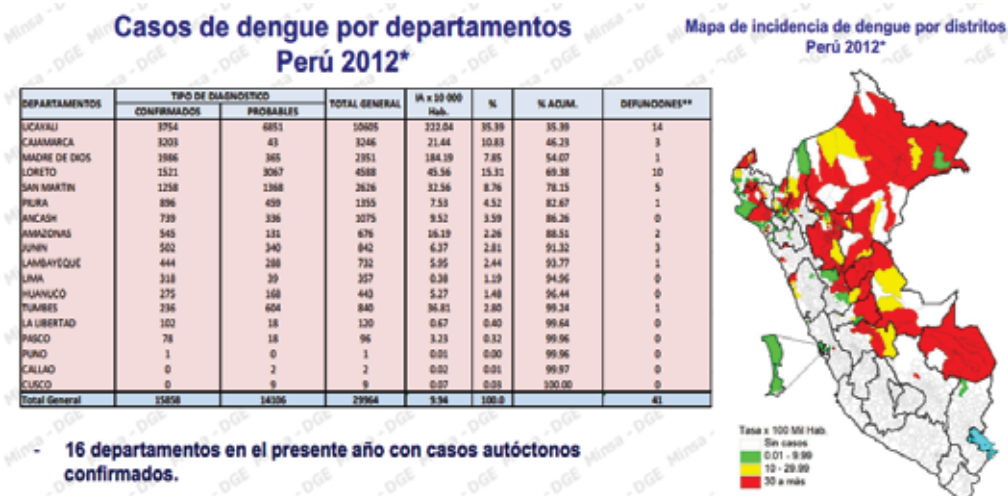 Casos de dengue por departamentos
Perú 2012*
Mapa de incidencia de dengue por distritos
Perú 2012*
DEPARTAMENTOS TIPO DE DIAGNOSTICO TOTAL GENERAL IA x 10 000 Hab. % % ACUM. DEFUNCIONES**
CONFIRMADOS PROBABLES
UCAYALI 3754 6851 10605 222.04 35.39 35.39 14
CAJAMARCA 3203 43 3246 21.44 10.83 46.23 3
MADRE DE DIOS 1986 365 2351 184.19 7.85 54.07 1
LORETO 1521 3067 4588 45.56 15.31 69.38 10
SAN MARTIN 1258 1368 2626 32.56 8.76 78.15 5
PIURA 896 459 1355 7.53 4.52 82.67 1
ANCASH 739 336 1075 9.52 3.59 86.26 0
AMAZONAS 545 131 676 16.19 2.26 88.51 2
JUNIN 502 340 842 6.37 2.81 91.32 3
LAMBAYEQUE 444 288 732 5.95 2.44 93.77 1
LIMA 318 39 357 0.38 1.19 94.96 0
HUANUCO 275 168 443 5.27 1.48 96.44 0
TUMBES 236 604 840 36.81 2.80 99.24 1
LA LIBERTAD 102 18 120 0.67 0.40 99.64 0
PASCO 78 18 96 3.23 0.32 99.96 0
PUNO 1 0 1 0.01 0.00 99.96 0
CALLAO 0 2 2 0.02 0.01 99.97 0
CUSCO 0 9 9 0.07 0.03 100.00 0
Total General 15858 14106 29964 9.94 100.0 41
- 16 departamentos en el presente año con casos autóctonos
confirmados.
Tasa x 100 Mil Hab.
Sin casos
0.01 - 9.99
10 - 29.99
30 a más
Minsa - DGE